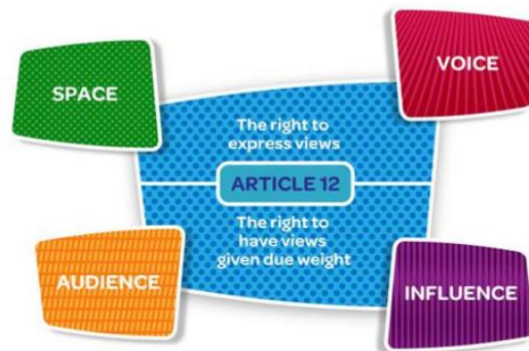 SPACE
VOICE
The right to
express views
ARTICLE 12
The right to
have views
given due weight
AUDIENCE
INFLUENCE